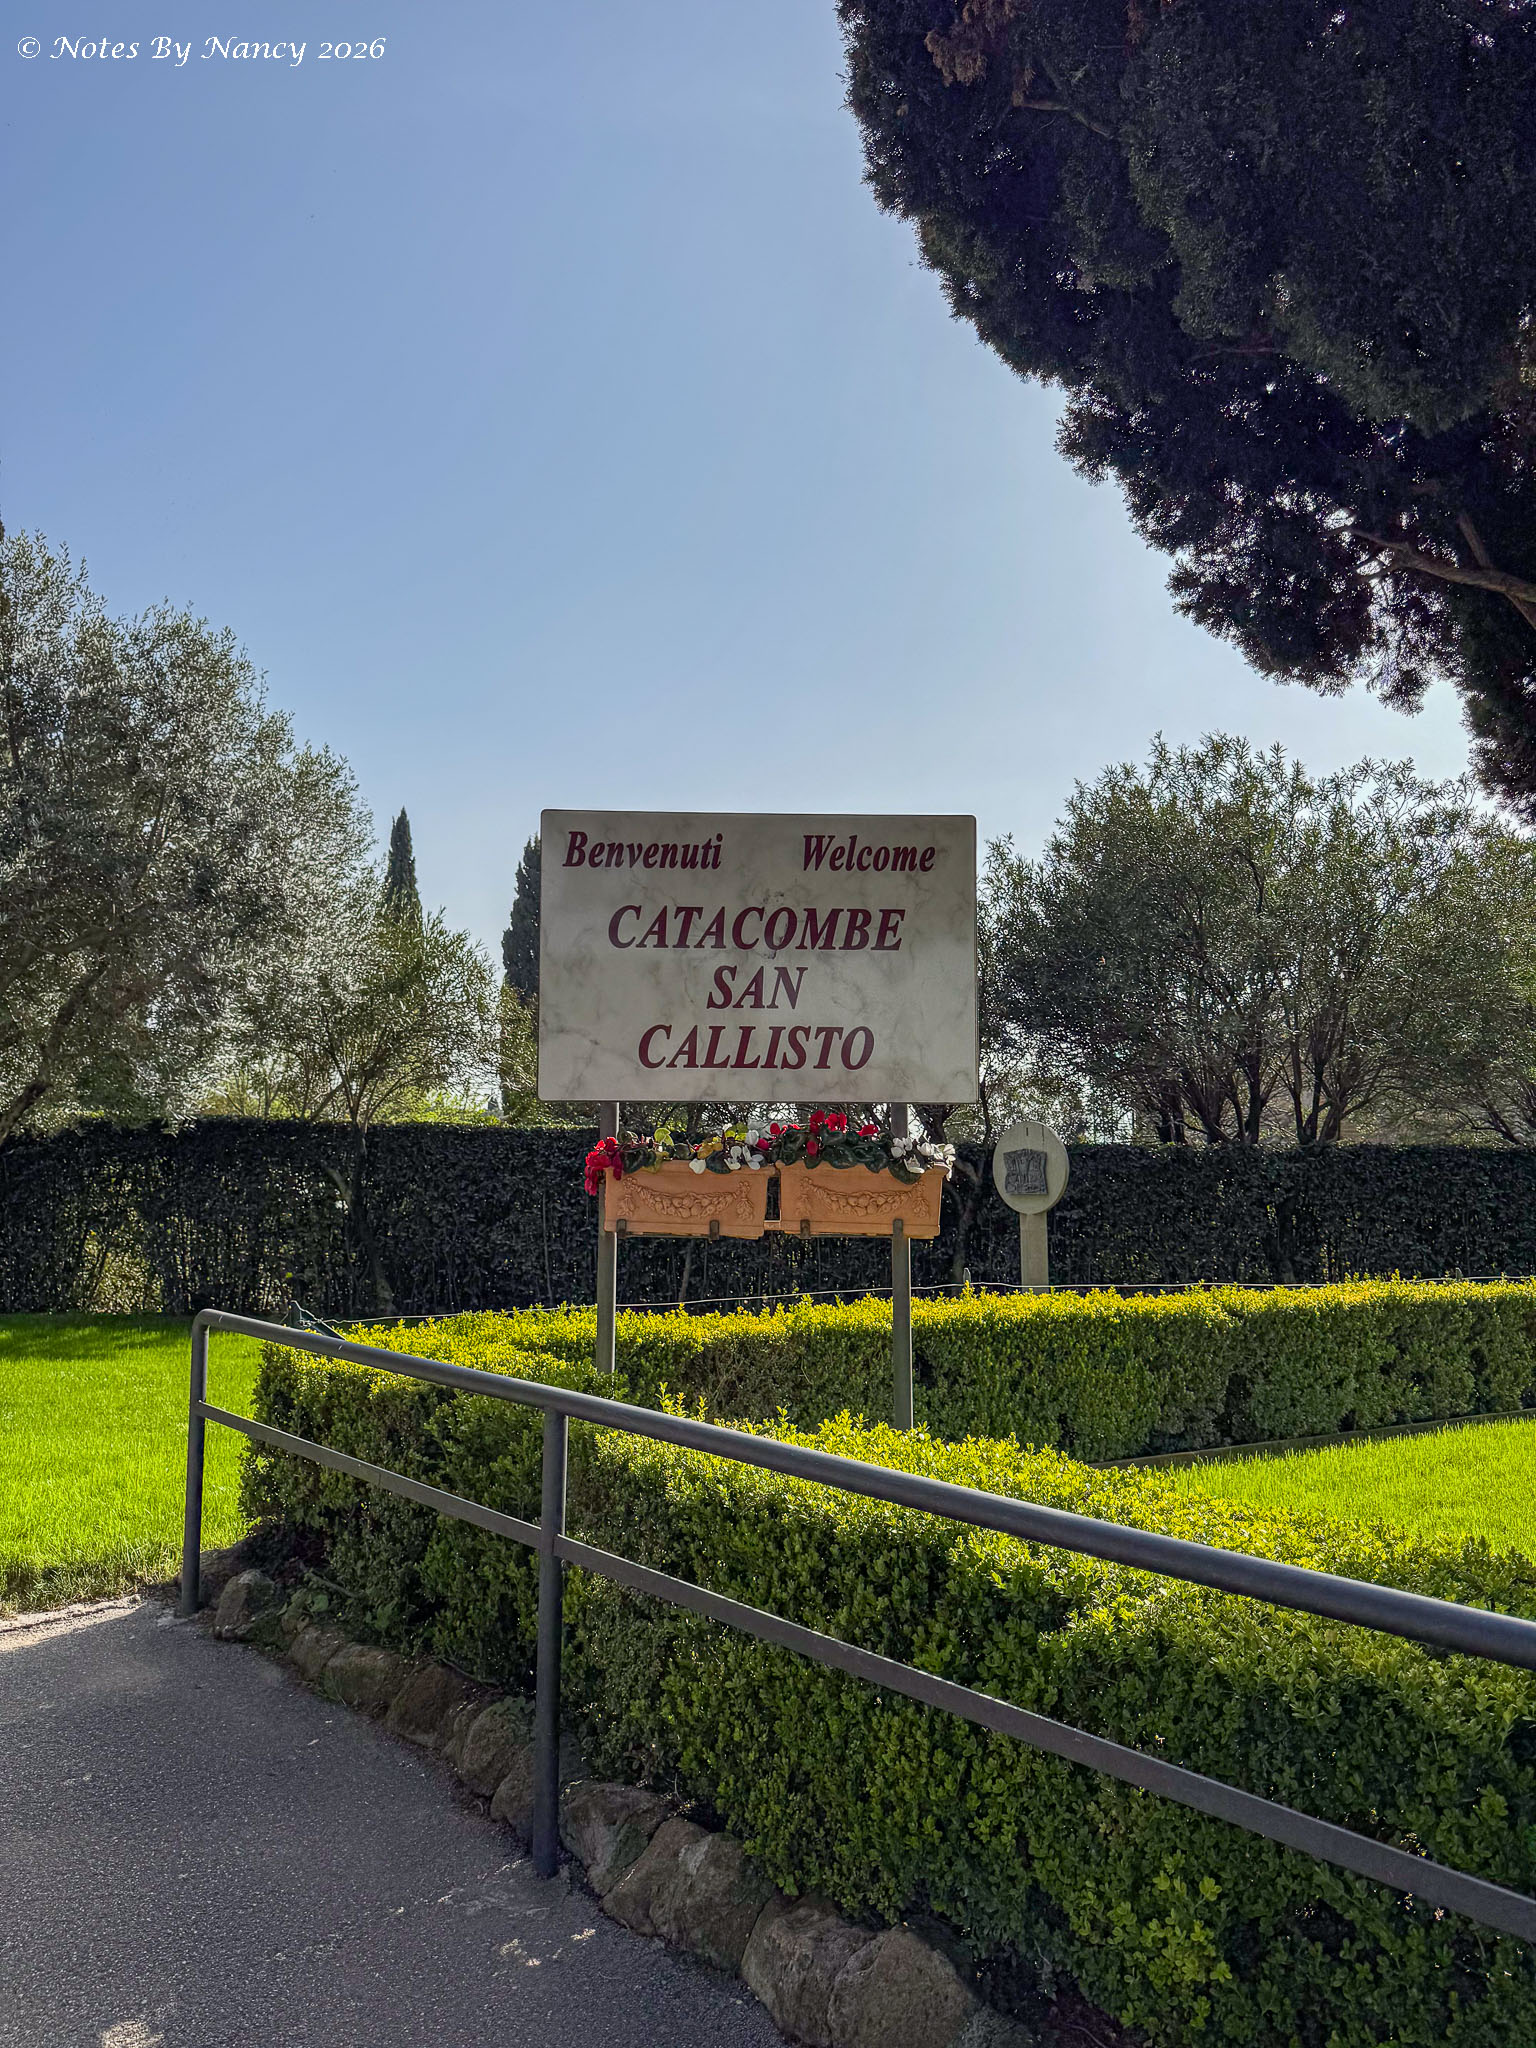 © Notes By Nancy 2026
Benvenuti Welcome
CATACOMBE
SAN
CALLISTO